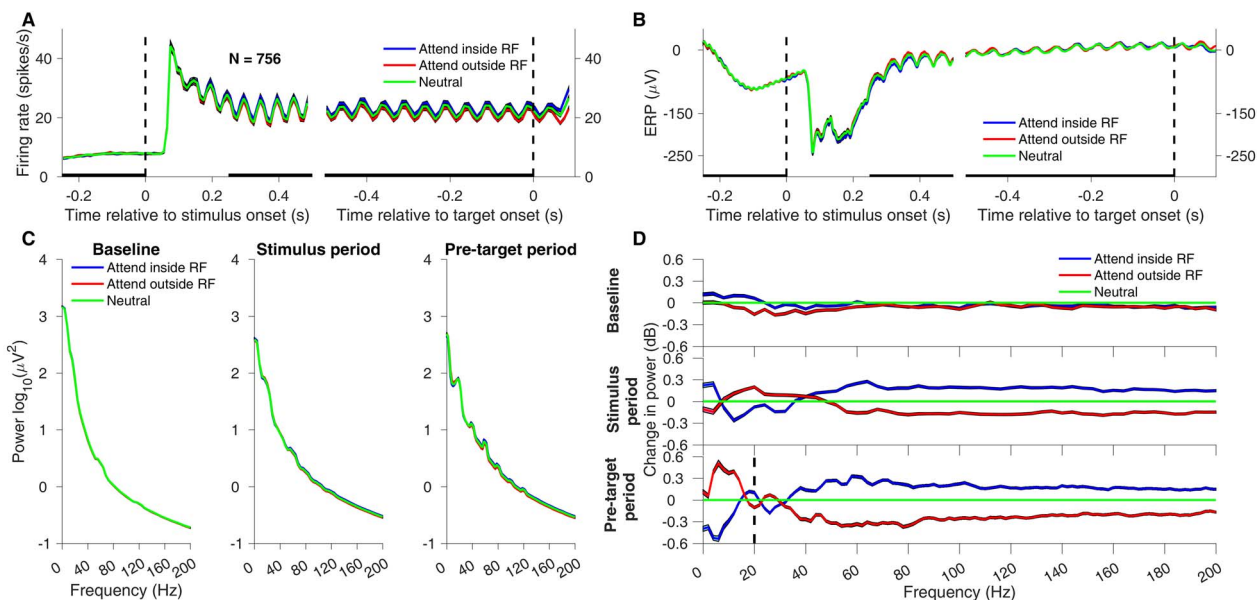 A
Firing rate (spikes/s)
40
20
0
N = 756
Attend inside RF
Attend outside RF
Neutral
40
20
0
0 0.2 0.4
-0.4 -0.2 0
Time relative to stimulus onset (s)
Time relative to target onset (s)
B
ERP (μV)
0
-150
-250
Attend inside RF
Attend outside RF
Neutral
0
-150
-250
0 0.2 0.4
-0.4 -0.2 0
Time relative to stimulus onset (s)
Time relative to target onset (s)
C
Baseline
Stimulus period
Pre-target period
Attend inside RF
Attend outside RF
Neutral
Power log10(μV2)
4
3
2
1
0
-1
0 40 80 120 160 200
4
3
2
1
0
-1
0 40 80 120 160 200
4
3
2
1
0
-1
0 40 80 120 160 200
Frequency (Hz)
Frequency (Hz)
D
Attend inside RF
Attend outside RF
Neutral
Baseline
0.6
0.3
0
-0.3
-0.6
Stimulus
period
Change in power (dB)
0.6
0.3
0
-0.3
-0.6
Pre-target
period
0.6
0.3
0
-0.3
-0.6
0 20 40 60 80 100 120 140 160 180 200
Frequency (Hz)